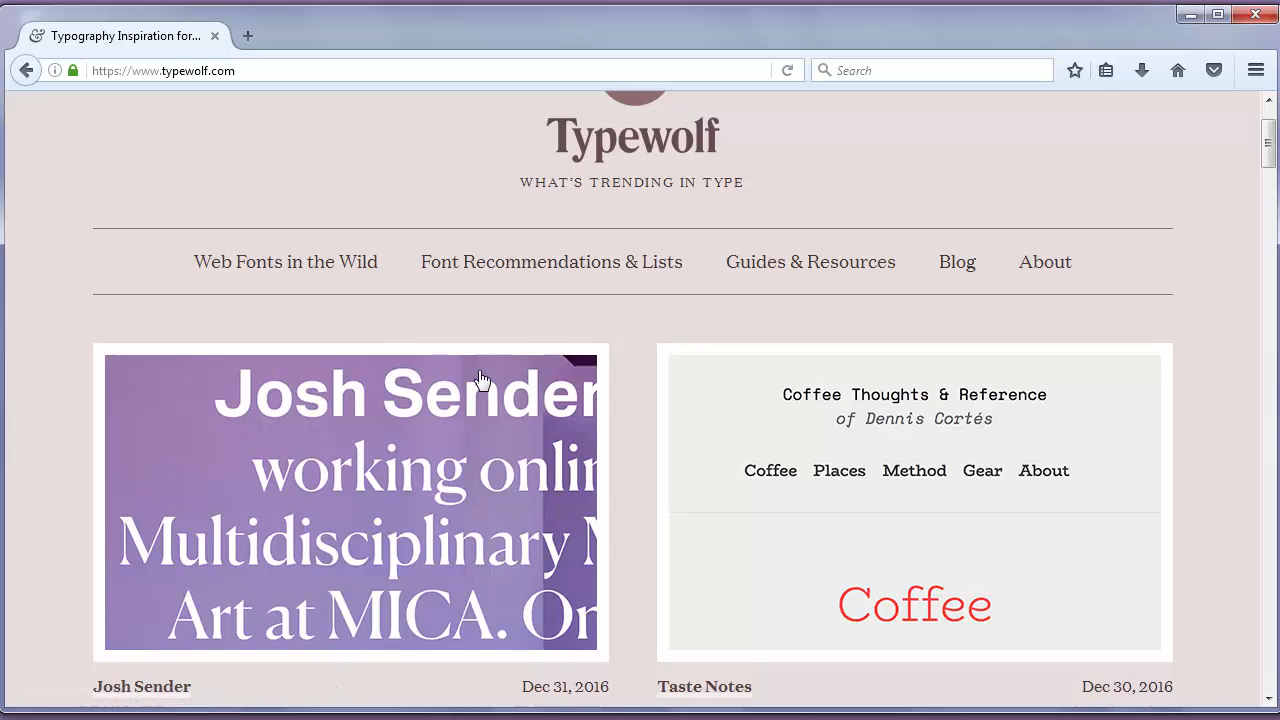 Typography Inspiration for...
https://www.typewolf.com
Search
Typewolf
WHAT'S TRENDING IN TYPE
Web Fonts in the Wild Font Recommendations & Lists Guides & Resources Blog About
Josh Sender
working onlin
Multidisciplinary
Art at MICA. On
Coffee Thoughts & Reference
of Dennis Cortés
Coffee Places Method Gear About
Coffee
Josh Sender Dec 31, 2016
Taste Notes Dec 30, 2016